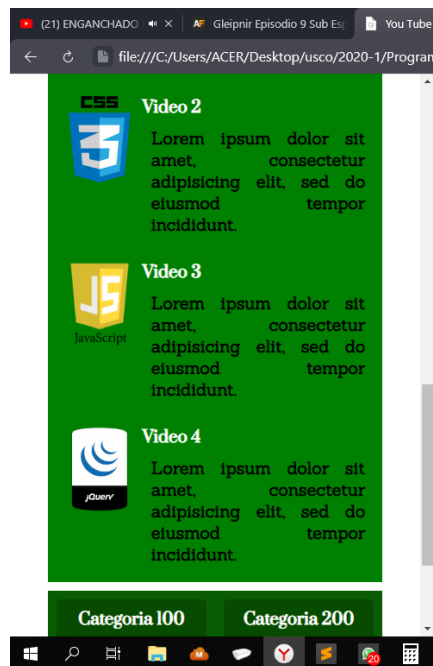 (21) ENGANCHADO
AF Gleipnir Episodio 9 Sub Esp
You Tube
file:///C:/Users/ACER/Desktop/usco/2020-1/Program
CSS
3
Video 2
Lorem ipsum dolor sit
amet, consectetur
adipisicing elit, sed do
eiusmod tempor
incididunt.
JS
JavaScript
Video 3
Lorem ipsum dolor sit
amet, consectetur
adipisicing elit, sed do
eiusmod tempor
incididunt.
jQuery
Video 4
Lorem ipsum dolor sit
amet, consectetur
adipisicing elit, sed do
eiusmod tempor
incididunt.
Categoria 100
Categoria 200
Y
20